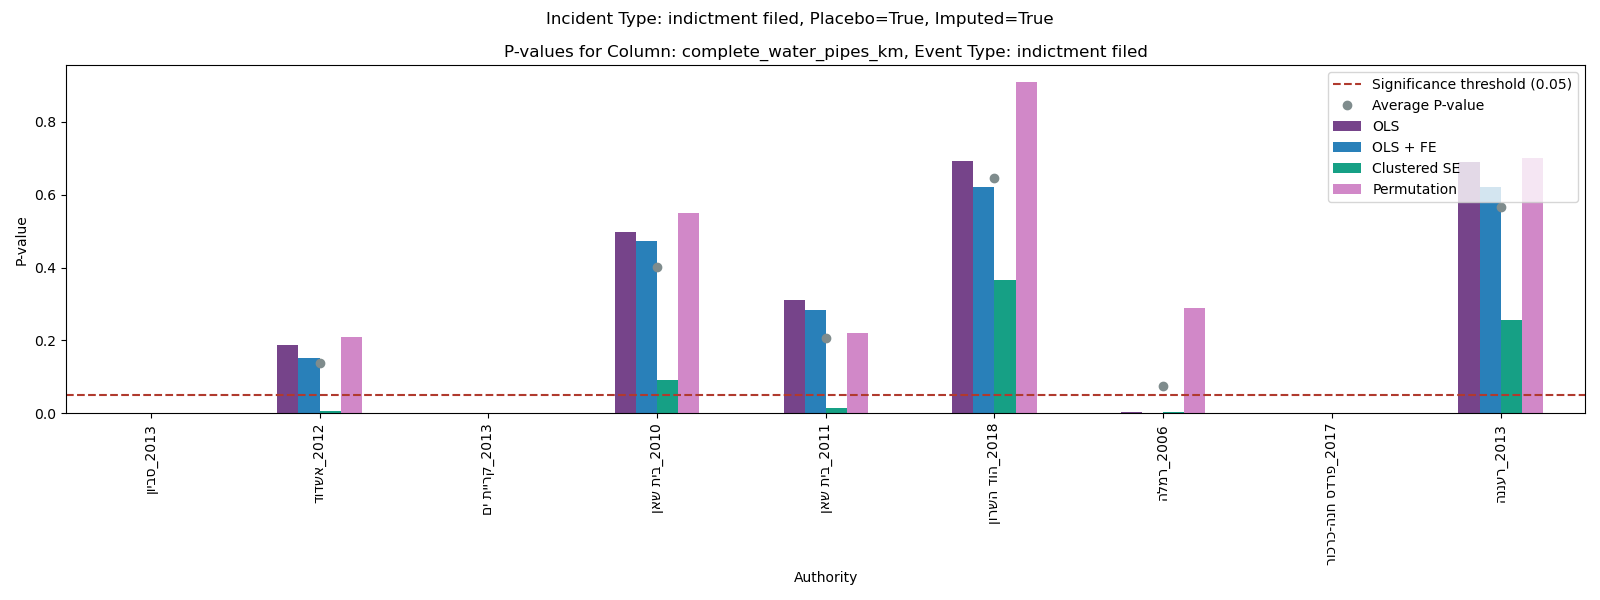 Incident Type: indictment filed, Placebo=True, Imputed=True
P-values for Column: complete_water_pipes_km, Event Type: indictment filed
P-value
0.8
0.6
0.4
0.2
0.0
Significance threshold (0.05)
Average P-value
OLS
OLS + FE
Clustered SE
Permutation
סביון_2013
אשדוד_2012
קריית ים_2013
בית שאן_2010
בית שאן_2011
הוד השרון_2018
רמלה_2006
פרדס חנה-כרכור_2017
רעננה_2013
Authority